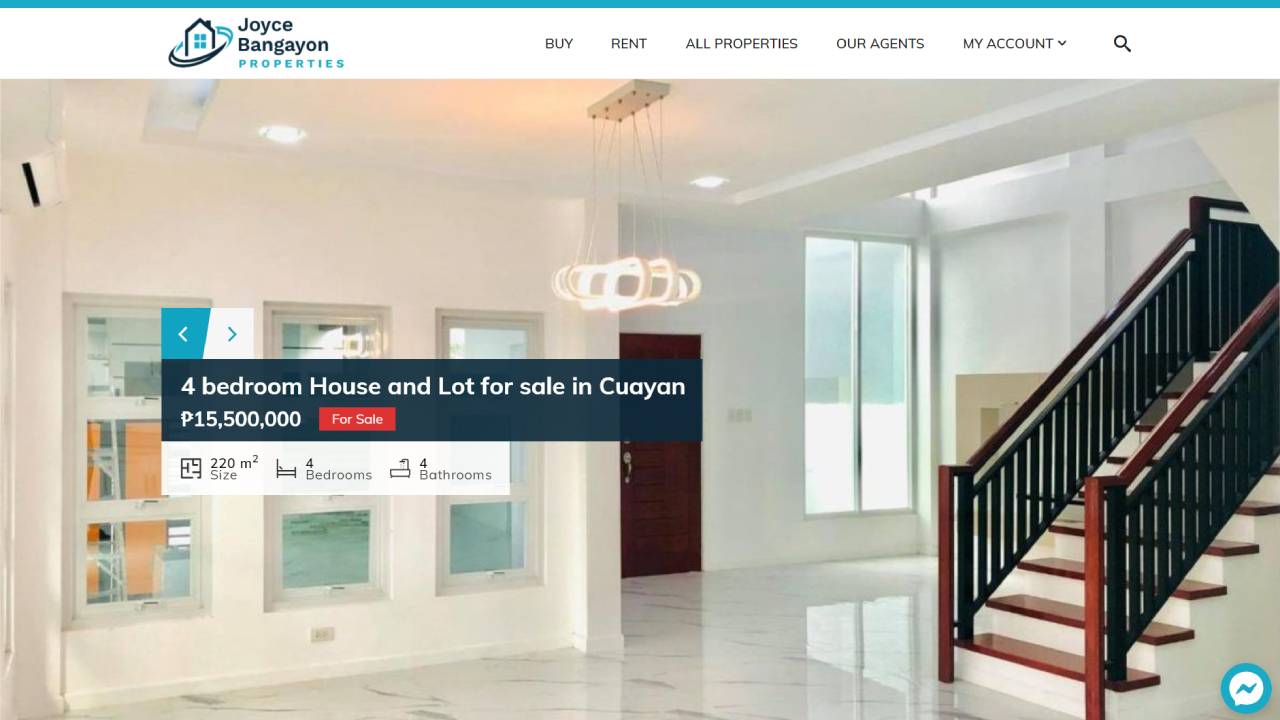 Joyce
Bangayon
PROPERTIES
BUY RENT ALL PROPERTIES OUR AGENTS MY ACCOUNT
4 bedroom House and Lot for sale in Cuayan
₱15,500,000 For Sale
220 m² 4 4
Size Bedrooms Bathrooms